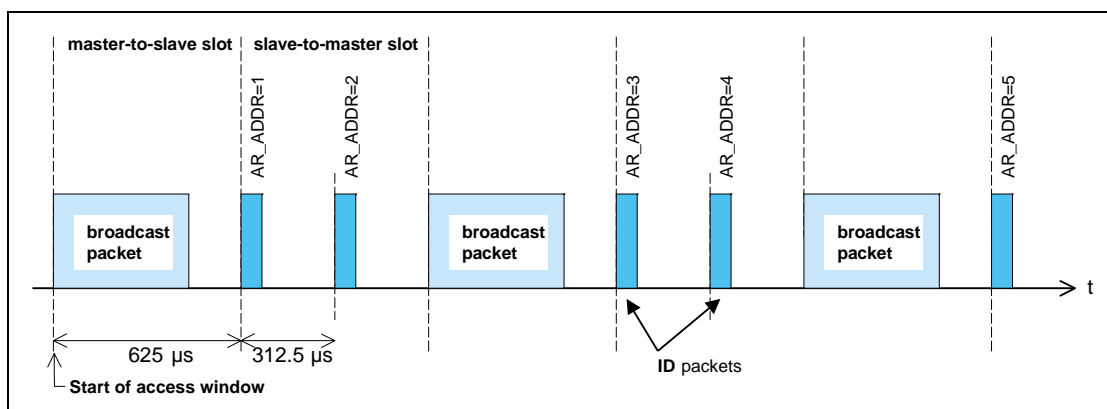 master-to-slave slot
slave-to-master slot
AR_ADDR=1
AR_ADDR=2
AR_ADDR=3
AR_ADDR=4
AR_ADDR=5
broadcast
packet
broadcast
packet
broadcast
packet
t
625 µs
312.5 µs
ID packets
Start of access window